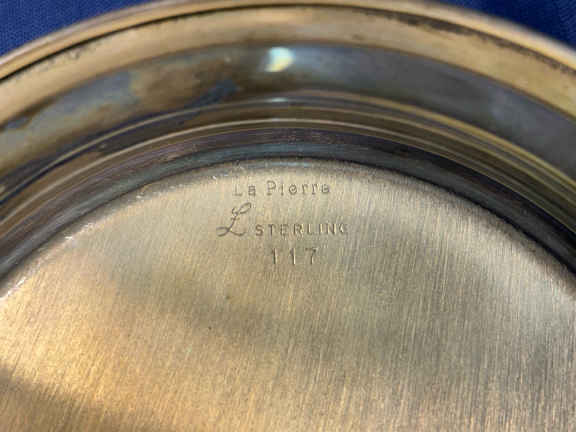 La Pierre
L STERLING
117